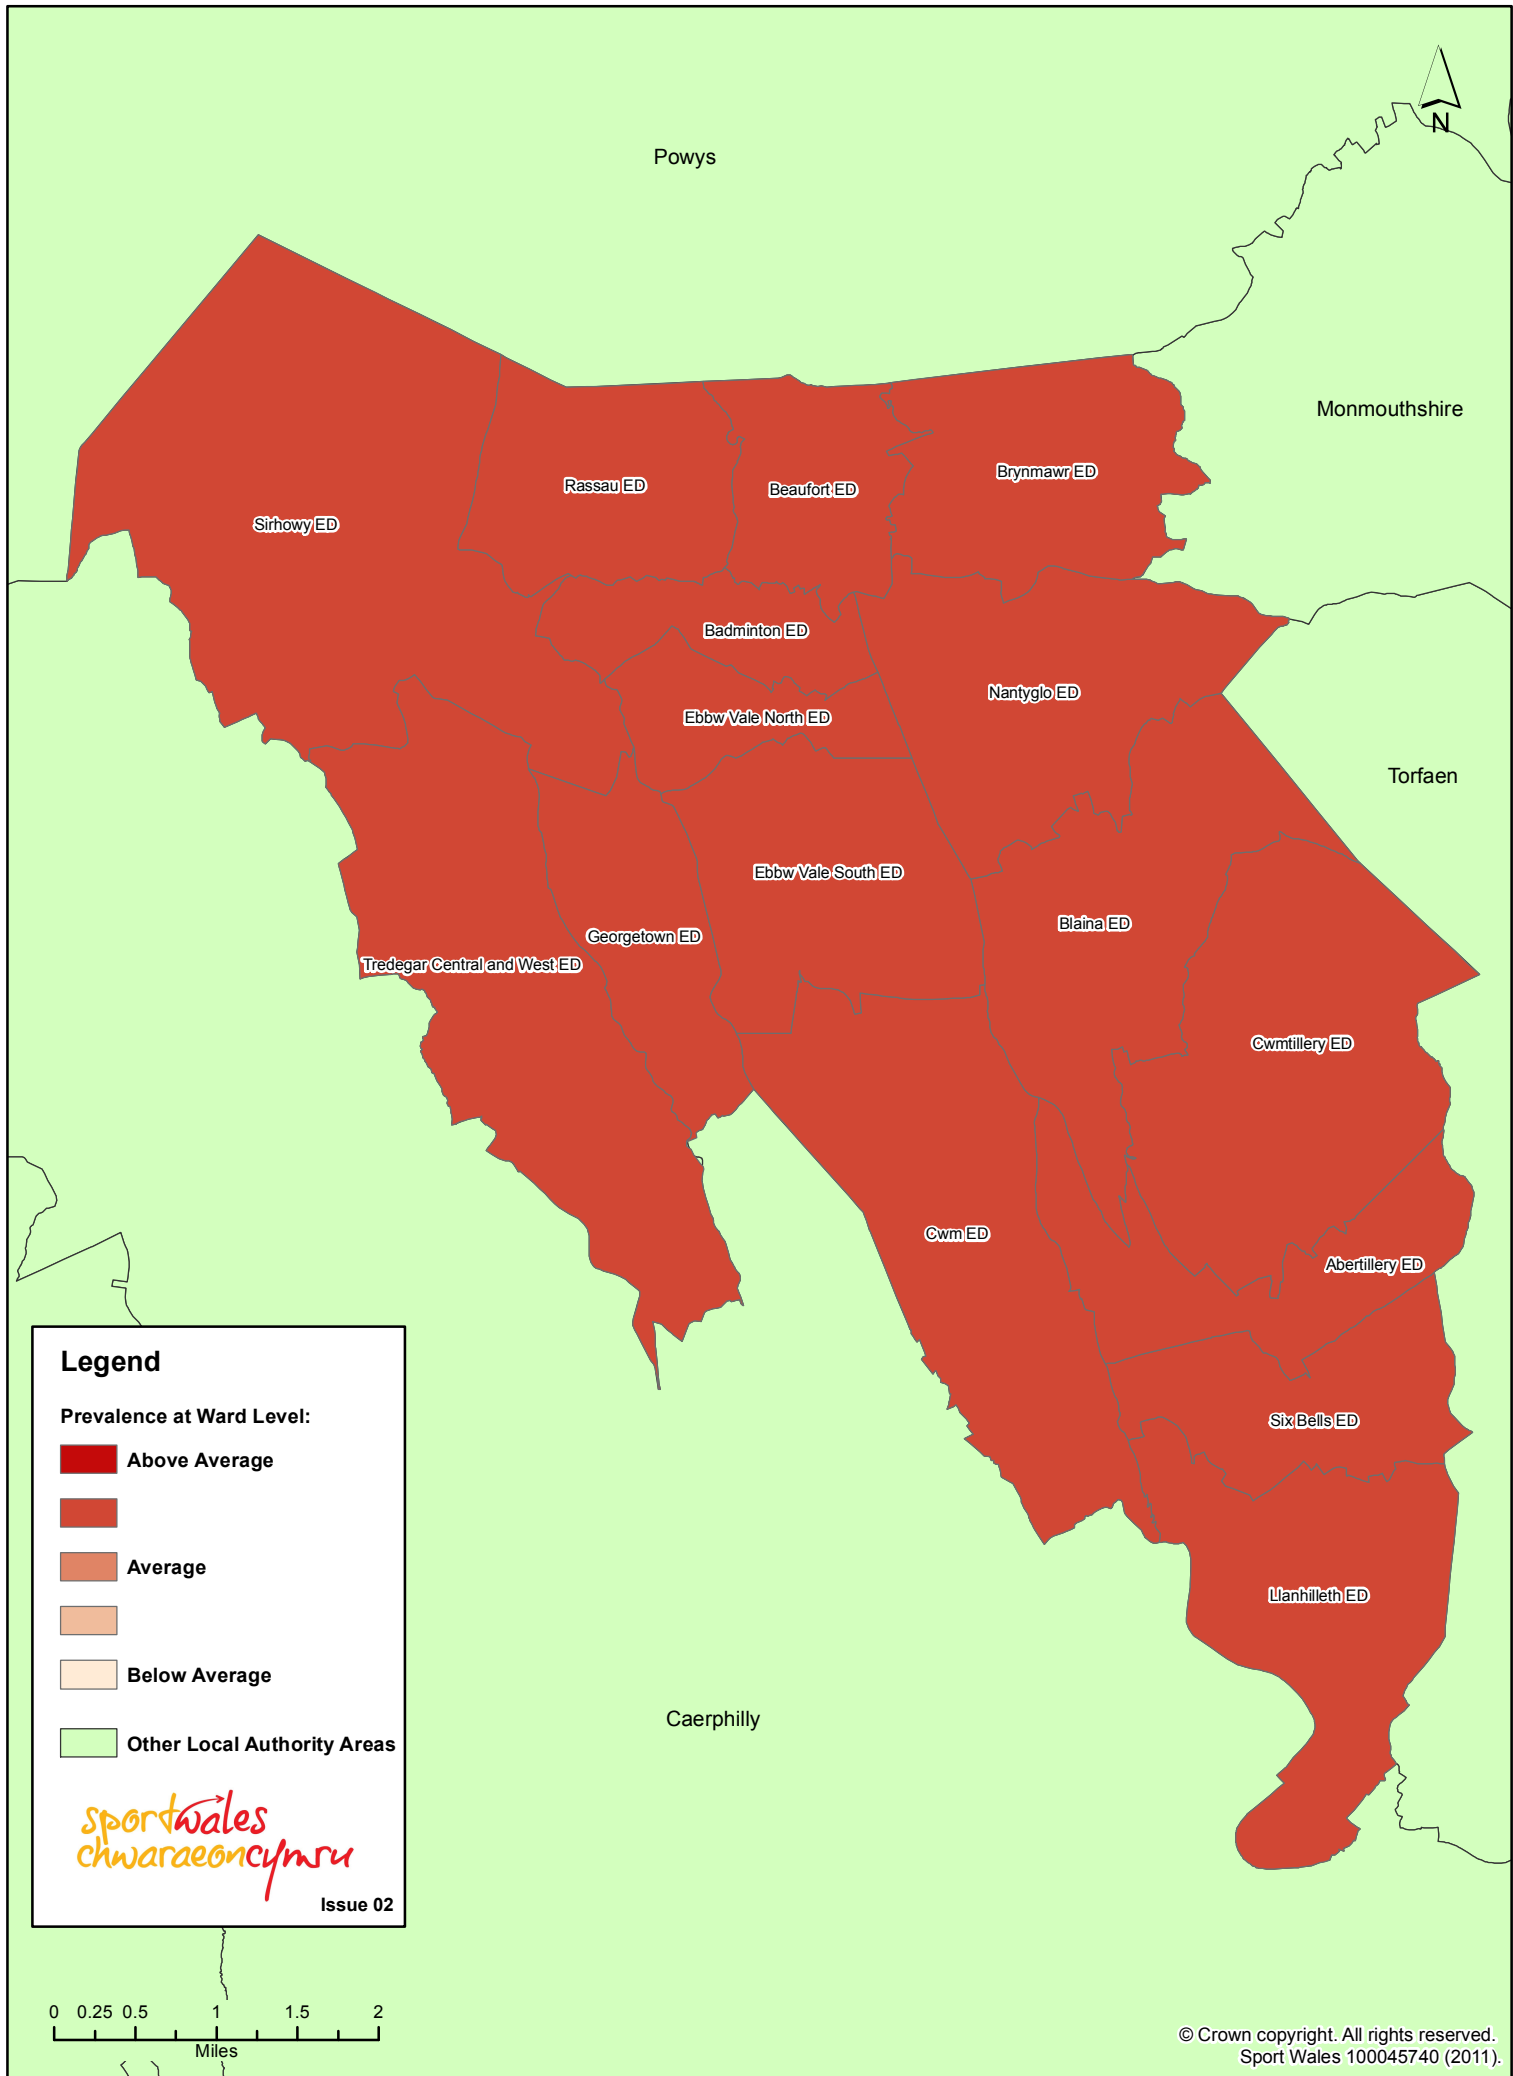 N
Powys
Monmouthshire
Brynmawr ED
Rassau ED
Beaufort ED
Sirhowy ED
Badminton ED
Nantyglo ED
Ebbw Vale North ED
Torfaen
Ebbw Vale South ED
Blaina ED
Georgetown ED
Tredegar Central and West ED
Cwmtillery ED
Cwm ED
Abertillery ED
Six Bells ED
Llanhilleth ED
Caerphilly
Legend
Prevalence at Ward Level:
Above Average
Average
Below Average
Other Local Authority Areas
sportwales
chwaraeoncymru
Issue 02
0 0.25 0.5 1 1.5 2
Miles
© Crown copyright. All rights reserved.
Sport Wales 100045740 (2011).